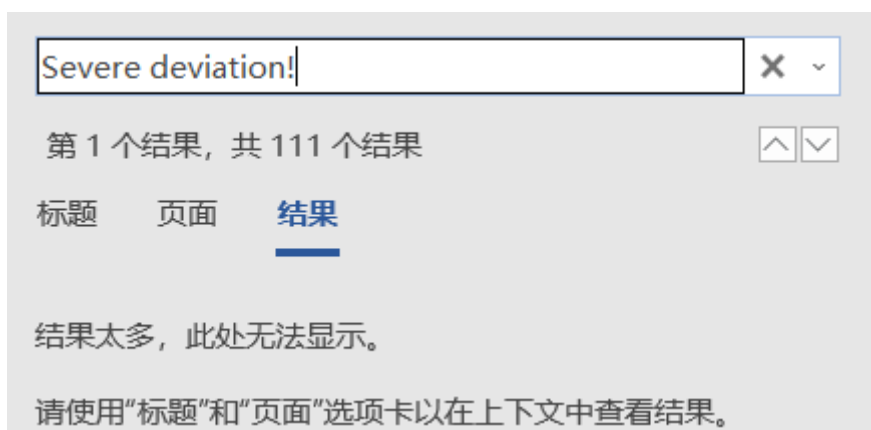 Severe deviation!
第 1 个结果，共 111 个结果
标题 页面 结果
结果太多，此处无法显示。
请使用"标题"和"页面"选项卡以在上下文中查看结果。